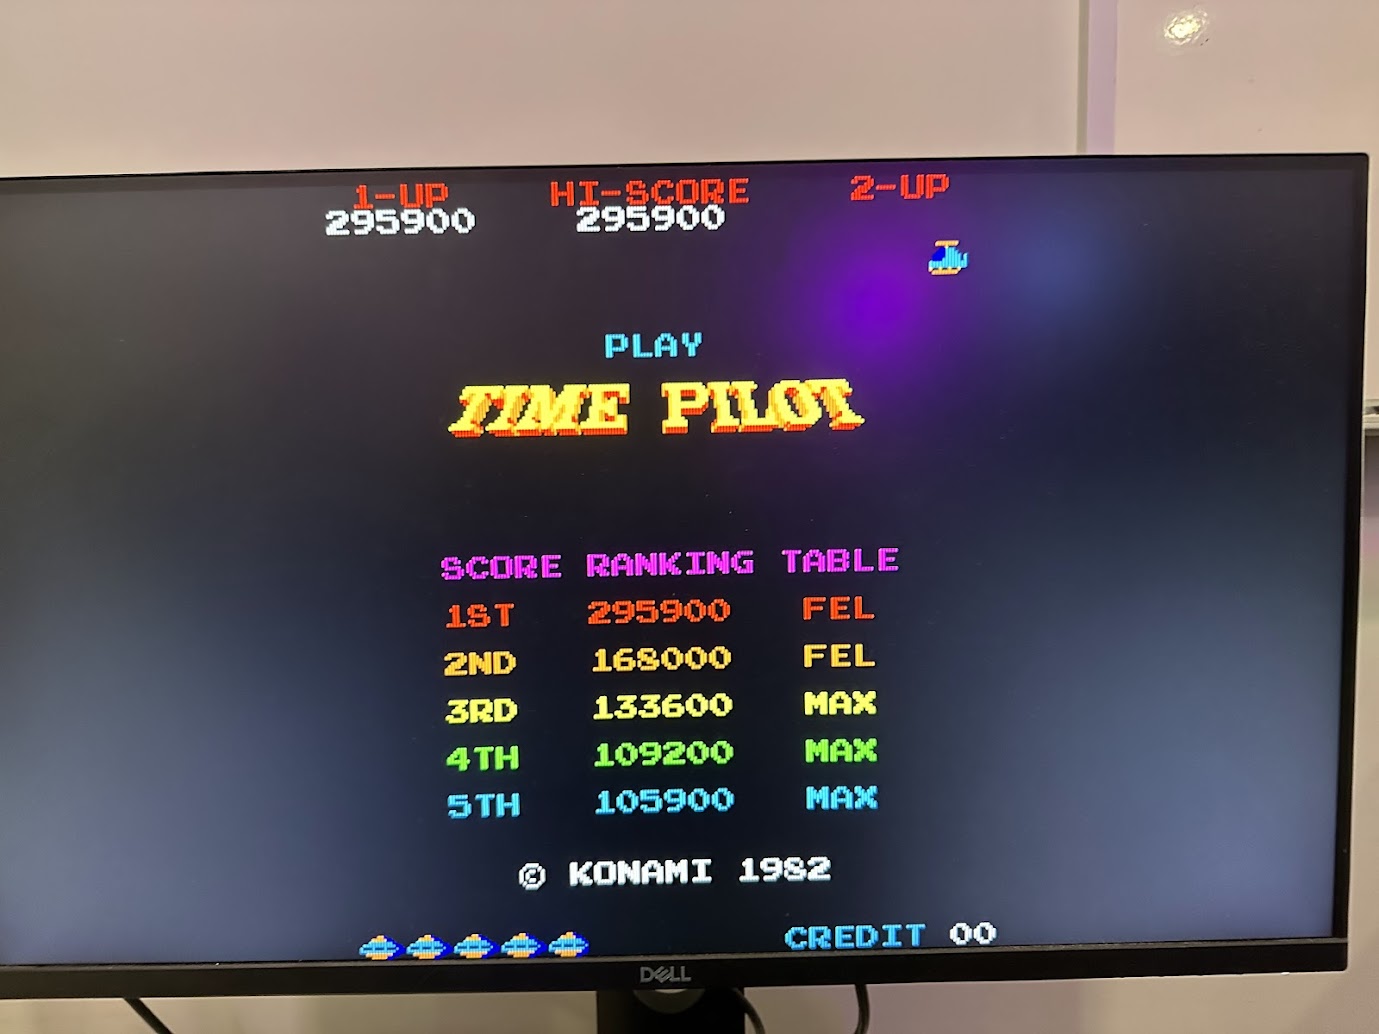 1-UP HI-SCORE 2-UP
295900 295900
PLAY
TIME PILOT
SCORE RANKING TABLE
1ST 295900 FEL
2ND 168000 FEL
3RD 133600 MAX
4TH 109200 MAX
5TH 105900 MAX
© KONAMI 1982
CREDIT 00
DELL